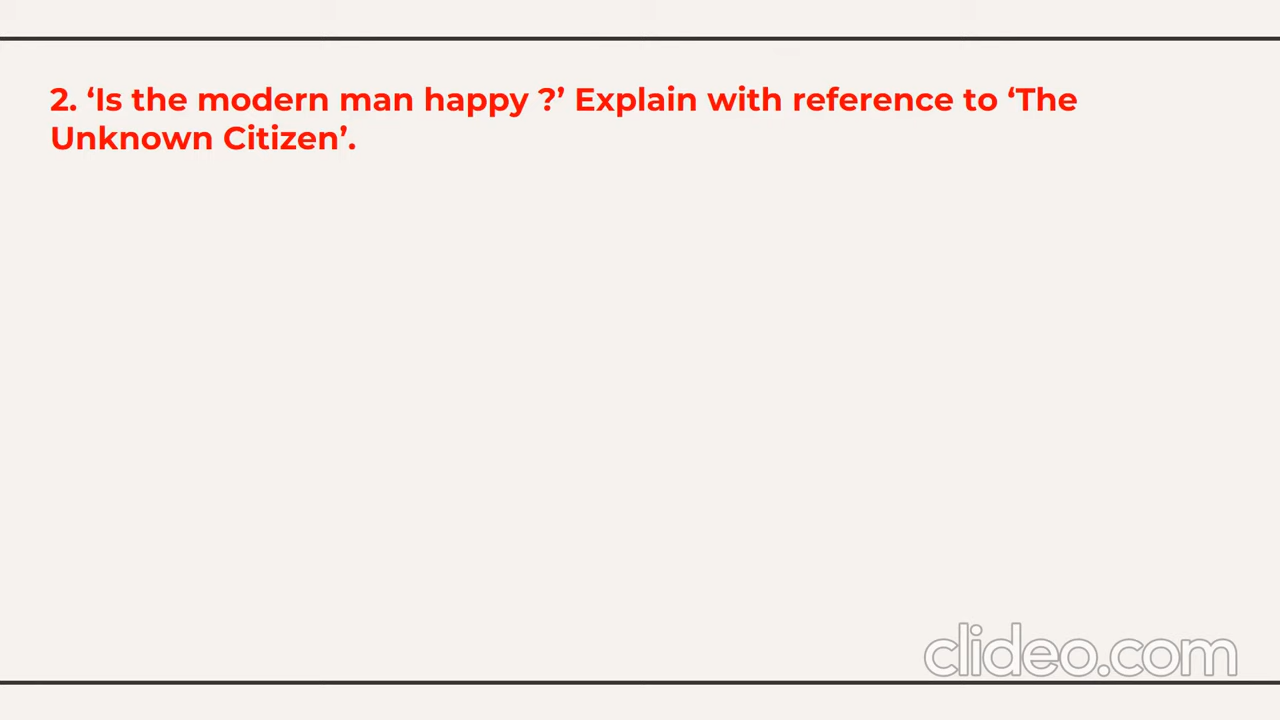 2. ‘Is the modern man happy ?’ Explain with reference to ‘The
Unknown Citizen’.
clideo.com